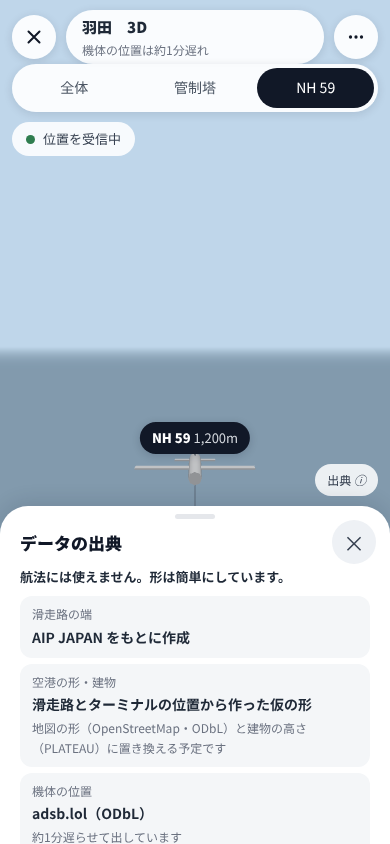 羽田　3D
機体の位置は約1分遅れ
全体
管制塔
NH 59
位置を受信中
NH 59 1,200m
出典 ⓘ
データの出典
航法には使えません。形は簡単にしています。
滑走路の端
AIP JAPAN をもとに作成
空港の形・建物
滑走路とターミナルの位置から作った仮の形
地図の形（OpenStreetMap・ODbL）と建物の高さ
（PLATEAU）に置き換える予定です
機体の位置
adsb.lol（ODbL）
約1分遅らせて出しています